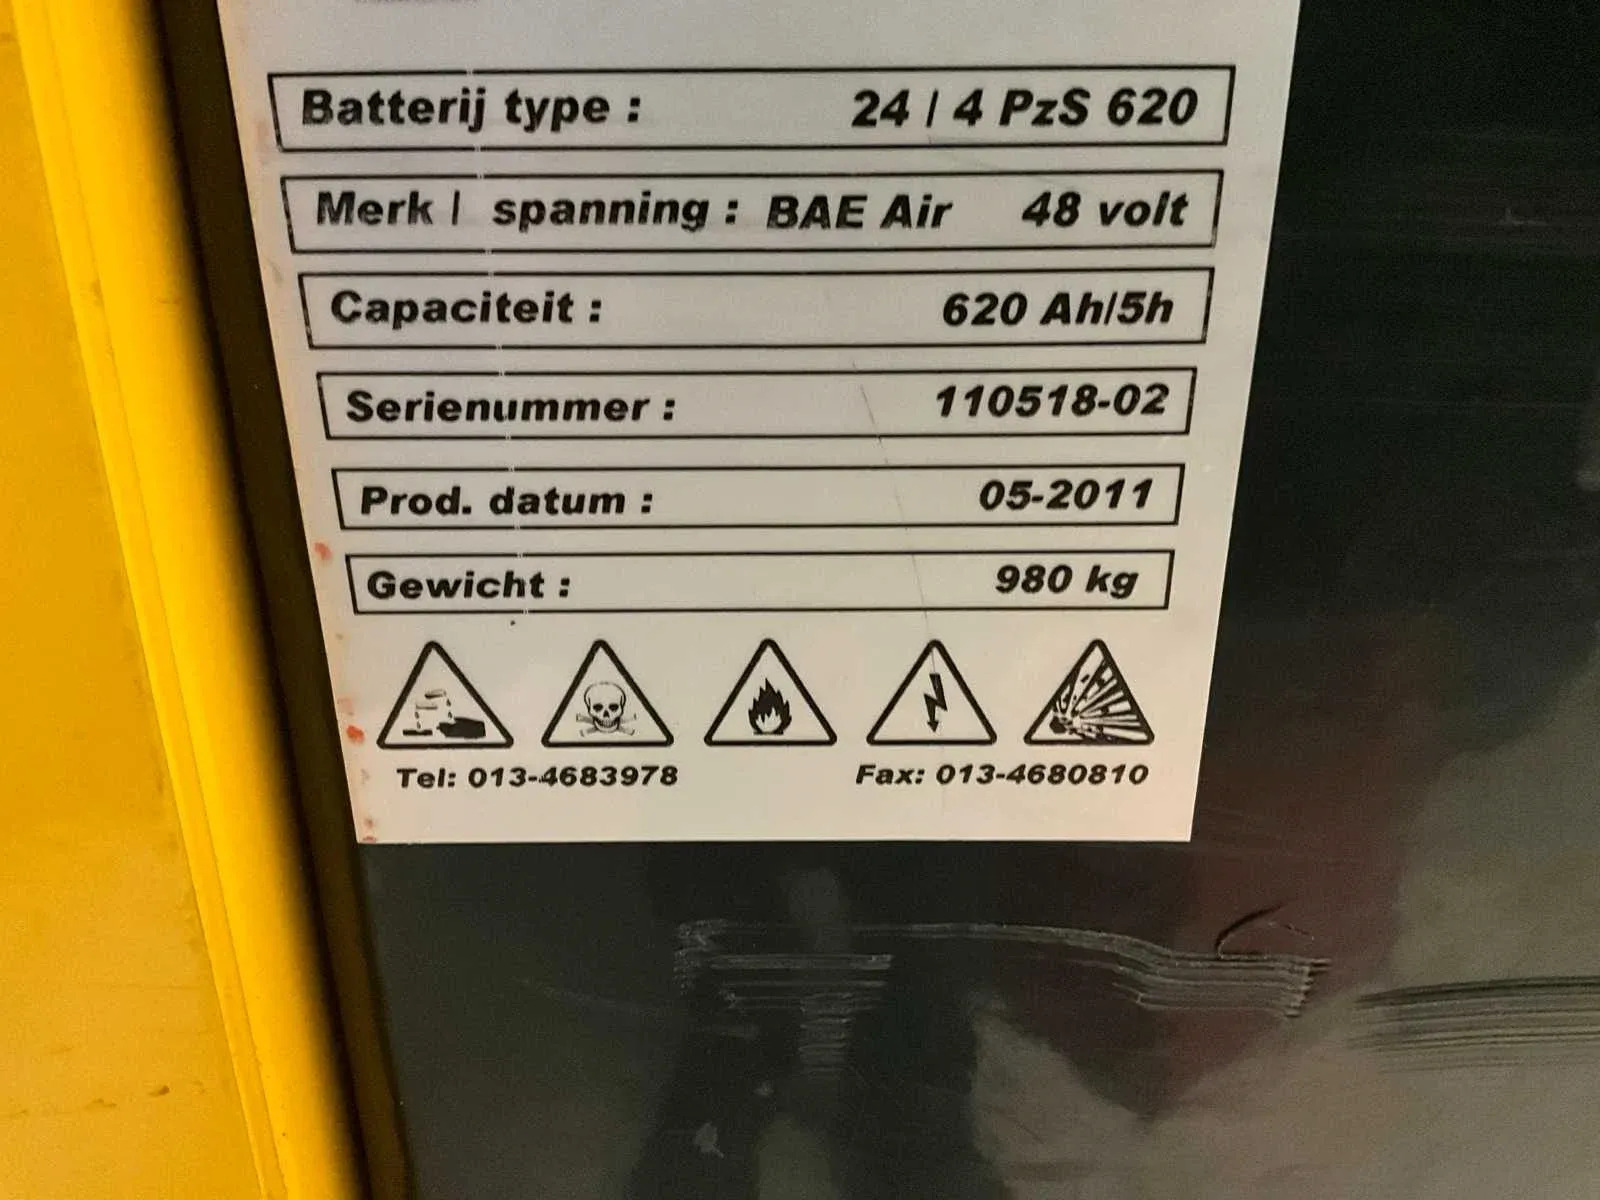 Batterij type : 24 / 4 PzS 620
Merk / spanning : BAE Air 48 volt
Capaciteit : 620 Ah/5h
Serienummer : 110518-02
Prod. datum : 05-2011
Gewicht : 980 kg
Tel: 013-4683978 Fax: 013-4680810